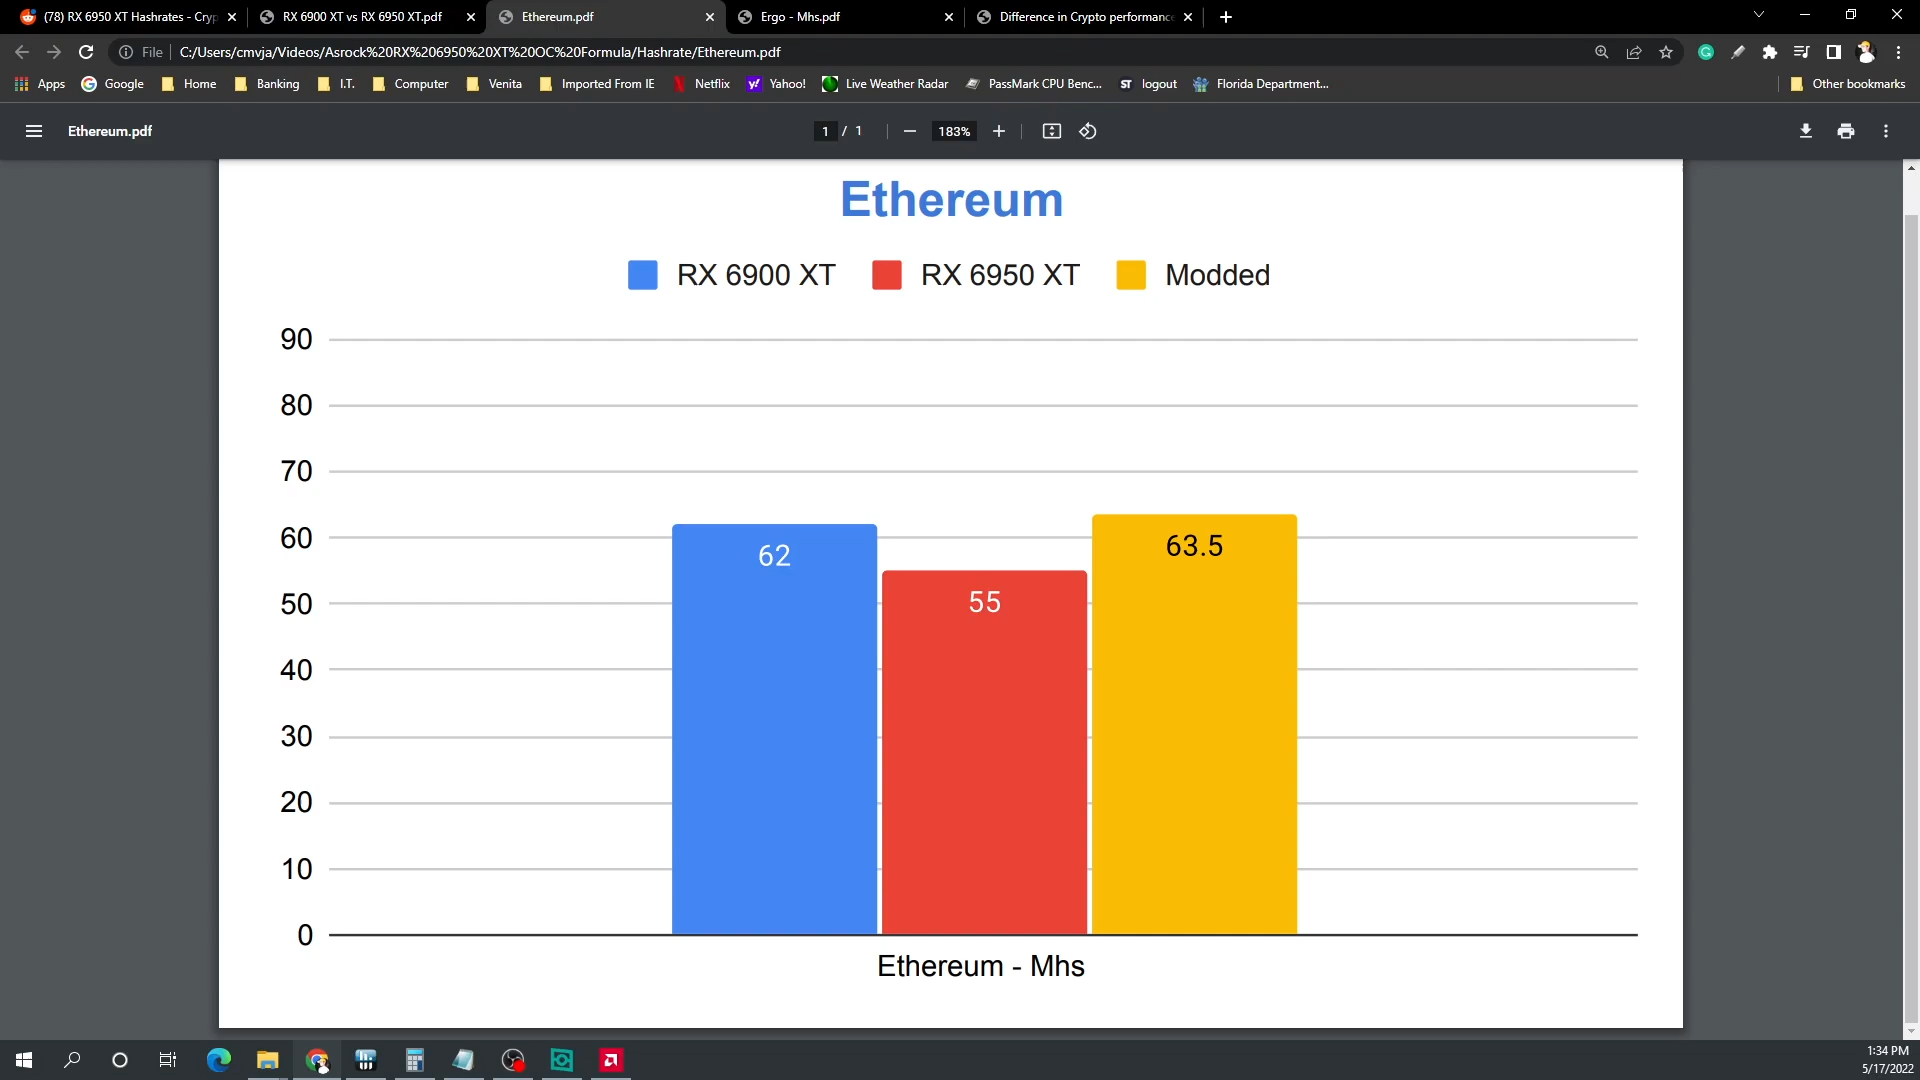 (78) RX 6950 XT Hashrates - Cryp
RX 6900 XT vs RX 6950 XT.pdf
Ethereum.pdf
Ergo - Mhs.pdf
Difference in Crypto performance
File
C:/Users/cmvja/Videos/Asrock%20RX%206950%20XT%20OC%20Formula/Hashrate/Ethereum.pdf
Apps
Google
Home
Banking
I.T.
Computer
Venita
Imported From IE
Netflix
Yahoo!
Live Weather Radar
PassMark CPU Benc...
ST
logout
Florida Department...
Other bookmarks
Ethereum.pdf
1 / 1
183%
Ethereum
RX 6900 XT
RX 6950 XT
Modded
90
80
70
60
50
40
30
20
10
0
62
55
63.5
Ethereum - Mhs
1:34 PM
5/17/2022